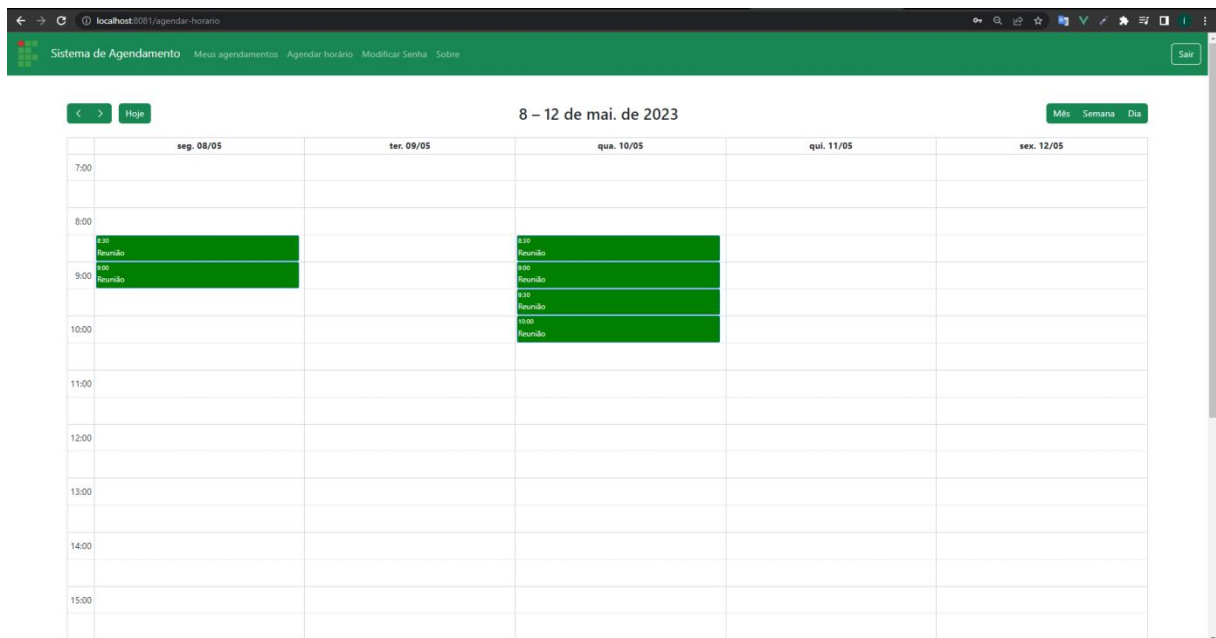 localhost:8081/agendar-horario
Sistema de Agendamento Meus agendamentos Agendar horário Modificar Senha Sobre Sair
Hoje 8 – 12 de mai. de 2023 Mês Semana Dia
seg. 08/05 ter. 09/05 qua. 10/05 qui. 11/05 sex. 12/05
7:00
8:00
8:30 8:30
Reunião Reunião
9:00 9:00
9:00 Reunião Reunião
9:30
Reunião
10:00
10:00 Reunião
11:00
12:00
13:00
14:00
15:00